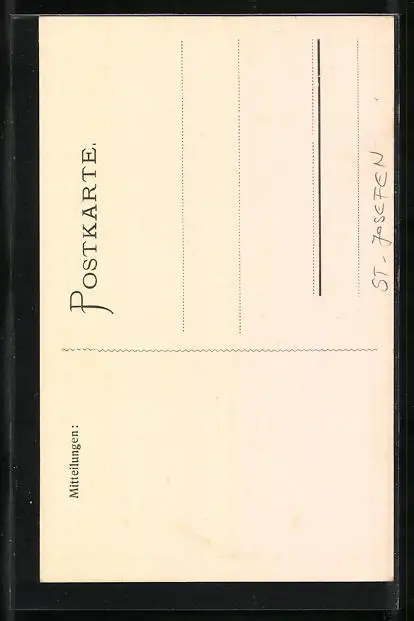 POSTKARTE.
Mitteilungen:
ST. JOSEFEN